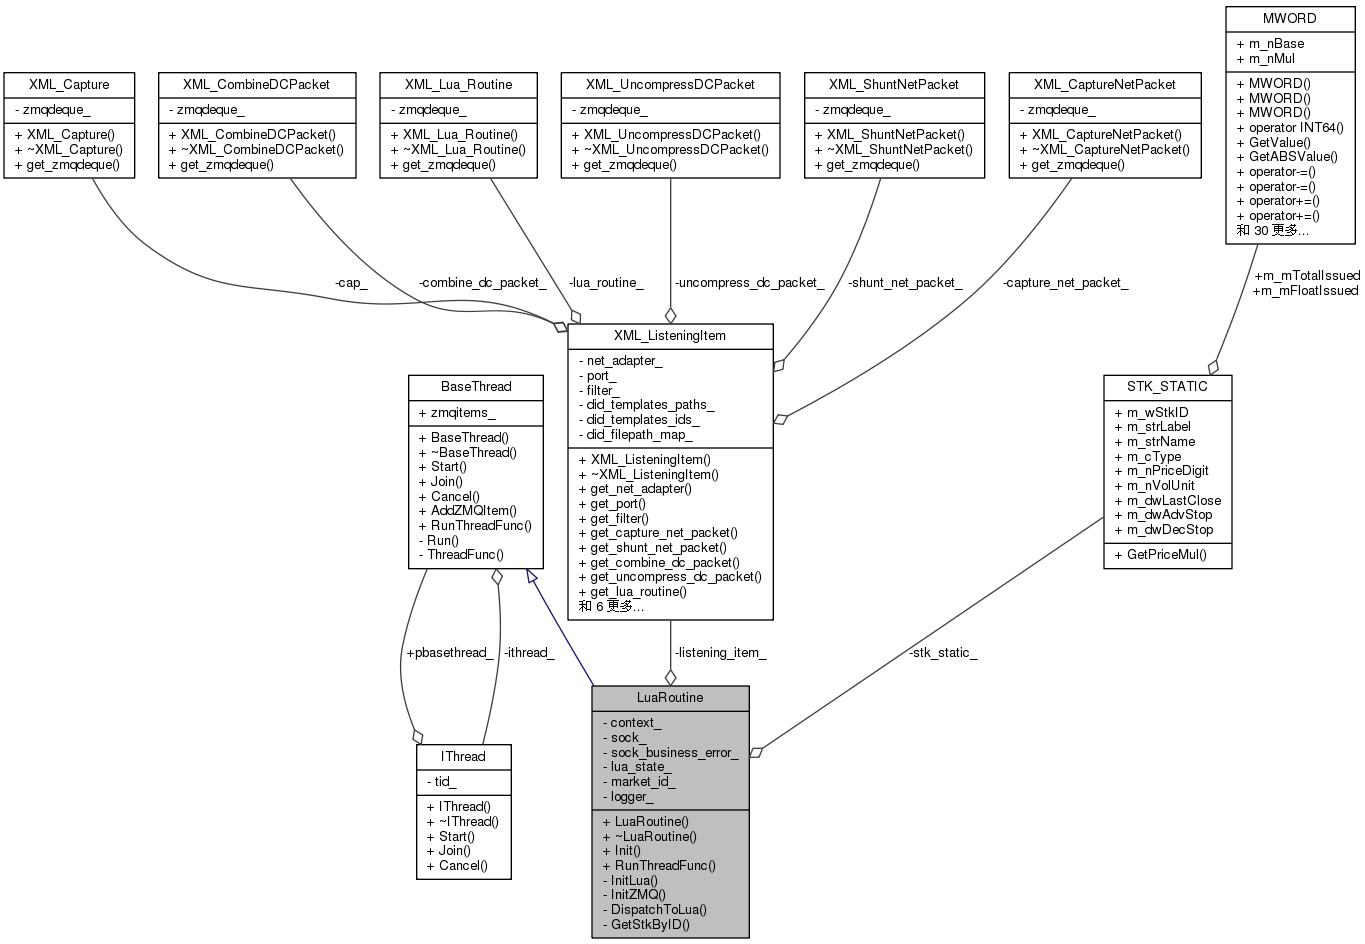 MWORD
+ m_nBase
+ m_nMul
+ MWORD()
+ MWORD()
+ MWORD()
+ operator INT64()
+ GetValue()
+ GetABSValue()
+ operator-=()
+ operator-=()
+ operator+=()
+ operator+=()
和 30 更多...
XML_Capture
- zmqdeque_
+ XML_Capture()
+ ~XML_Capture()
+ get_zmqdeque()
XML_CombineDCPacket
- zmqdeque_
+ XML_CombineDCPacket()
+ ~XML_CombineDCPacket()
+ get_zmqdeque()
XML_Lua_Routine
- zmqdeque_
+ XML_Lua_Routine()
+ ~XML_Lua_Routine()
+ get_zmqdeque()
XML_UncompressDCPacket
- zmqdeque_
+ XML_UncompressDCPacket()
+ ~XML_UncompressDCPacket()
+ get_zmqdeque()
XML_ShuntNetPacket
- zmqdeque_
+ XML_ShuntNetPacket()
+ ~XML_ShuntNetPacket()
+ get_zmqdeque()
XML_CaptureNetPacket
- zmqdeque_
+ XML_CaptureNetPacket()
+ ~XML_CaptureNetPacket()
+ get_zmqdeque()
-cap_
-combine_dc_packet_
-lua_routine_
-uncompress_dc_packet_
-shunt_net_packet_
-capture_net_packet_
+m_mTotalIssued
+m_mFloatIssued
XML_ListeningItem
- net_adapter_
- port_
- filter_
- did_templates_paths_
- did_templates_ids_
- did_filepath_map_
+ XML_ListeningItem()
+ ~XML_ListeningItem()
+ get_net_adapter()
+ get_port()
+ get_filter()
+ get_capture_net_packet()
+ get_shunt_net_packet()
+ get_combine_dc_packet()
+ get_uncompress_dc_packet()
+ get_lua_routine()
和 6 更多...
BaseThread
+ zmqitems_
+ BaseThread()
+ ~BaseThread()
+ Start()
+ Join()
+ Cancel()
+ AddZMQItem()
+ RunThreadFunc()
- Run()
- ThreadFunc()
STK_STATIC
+ m_wStkID
+ m_strLabel
+ m_strName
+ m_cType
+ m_nPriceDigit
+ m_nVolUnit
+ m_dwLastClose
+ m_dwAdvStop
+ m_dwDecStop
+ GetPriceMul()
+pbasethread_
-ithread_
-listening_item_
-stk_static_
IThread
- tid_
+ IThread()
+ ~IThread()
+ Start()
+ Join()
+ Cancel()
LuaRoutine
- context_
- sock_
- sock_business_error_
- lua_state_
- market_id_
- logger_
+ LuaRoutine()
+ ~LuaRoutine()
+ Init()
+ RunThreadFunc()
- InitLua()
- InitZMQ()
- DispatchToLua()
- GetStkByID()